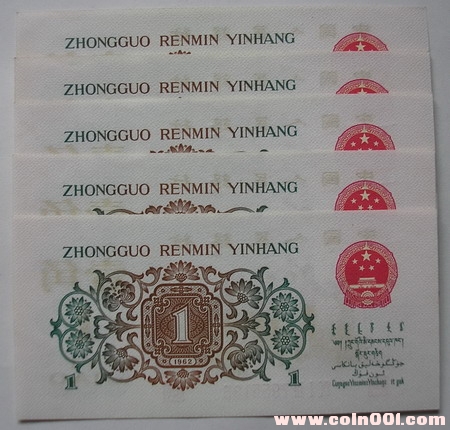 ZHONGGUO RENMIN YINHANG
ZHONGGUO RENMIN YINHANG
ZHONGGUO RENMIN YINHANG
ZHONGGUO RENMIN YINHANG
ZHONGGUO RENMIN YINHANG
1
1962
1 1
www.coin001.com